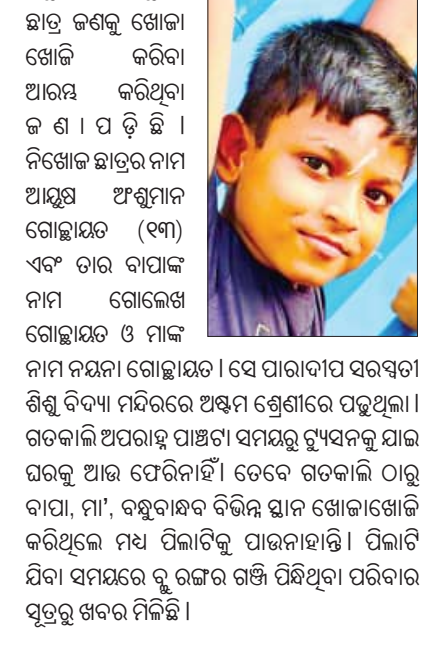 ଛାତ୍ର ଜଣକୁ ଖୋଜା
ଖୋଜି କରିବା
ଆରମ୍ଭ କରିଥିବା
ଜଣାପଡ଼ିଛି ।
ନିଖୋଜ ଛାତ୍ରର ନାମ
ଆୟୁଷ ଅଂଶୁମାନ
ଗୋଚ୍ଛାୟତ (୧୩)
ଏବଂ ତାର ବାପାଙ୍କ
ନାମ ଗୋଲେଖ
ଗୋଚ୍ଛାୟତ ଓ ମାଙ୍କ
ନାମ ନୟନା ଗୋଚ୍ଛାୟତ । ସେ ପାରାଦୀପ ସରସ୍ୱତୀ
ଶିଶୁ ବିଦ୍ୟା ମନ୍ଦିରରେ ଅଷ୍ଟମ ଶ୍ରେଣୀରେ ପଢୁଥିଲା ।
ଗତକାଲି ଅପରାହ୍ନ ପାଞ୍ଚଟା ସମୟରୁ ଟ୍ୟୁସନକୁ ଯାଇ
ଘରକୁ ଆଉ ଫେରିନାହିଁ । ତେବେ ଗତକାଲି ଠାରୁ
ବାପା, ମା’, ବନ୍ଧୁବାନ୍ଧବ ବିଭିନ୍ନ ସ୍ଥାନ ଖୋଜାଖୋଜି
କରିଥିଲେ ମଧ୍ୟ ପିଲାଟିକୁ ପାଉନାହାନ୍ତି । ପିଲାଟି
ଯିବା ସମୟରେ ବ୍ଲୁ ରଙ୍ଗର ଗଞ୍ଜି ପିନ୍ଧିଥିବା ପରିବାର
ସୂତ୍ରରୁ ଖବର ମିଳିଛି ।